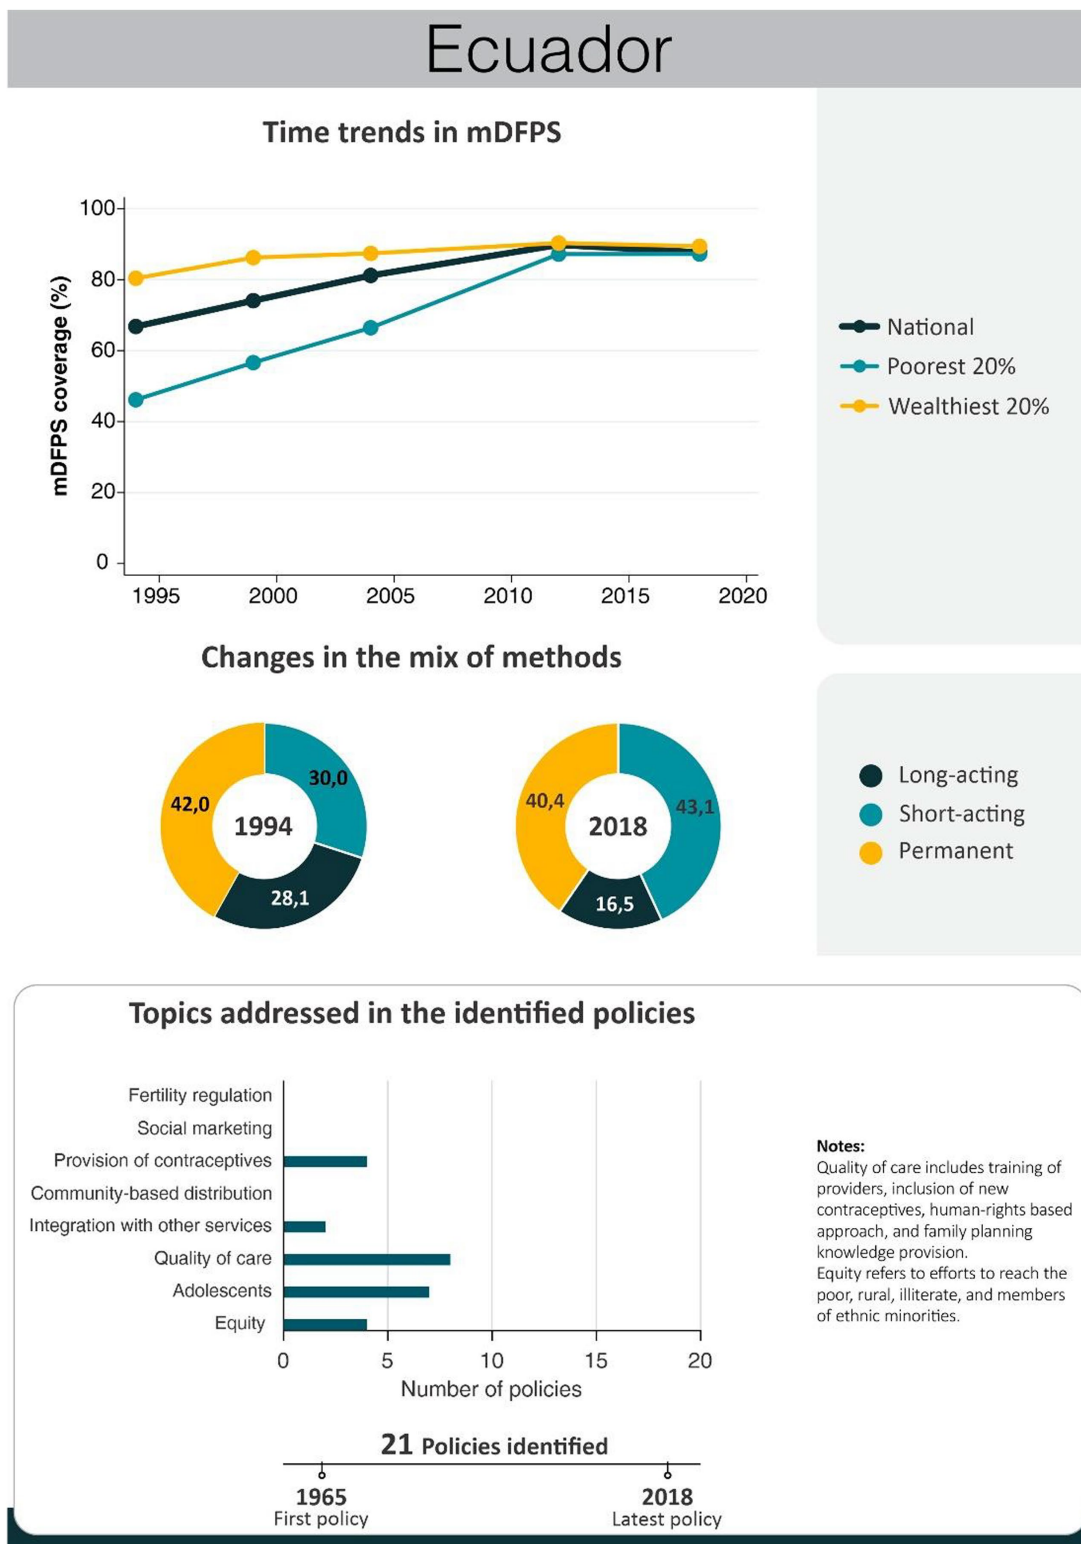 Ecuador
Time trends in mDFPS
mDFPS coverage (%)
100
80
60
40
20
0
1995 2000 2005 2010 2015 2020
National
Poorest 20%
Wealthiest 20%
Changes in the mix of methods
42,0
30,0
1994
28,1
40,4
43,1
2018
16,5
Long-acting
Short-acting
Permanent
Topics addressed in the identified policies
Fertility regulation
Social marketing
Provision of contraceptives
Community-based distribution
Integration with other services
Quality of care
Adolescents
Equity
0 5 10 15 20
Number of policies
Notes:
Quality of care includes training of
providers, inclusion of new
contraceptives, human-rights based
approach, and family planning
knowledge provision.
Equity refers to efforts to reach the
poor, rural, illiterate, and members
of ethnic minorities.
21 Policies identified
1965
First policy
2018
Latest policy